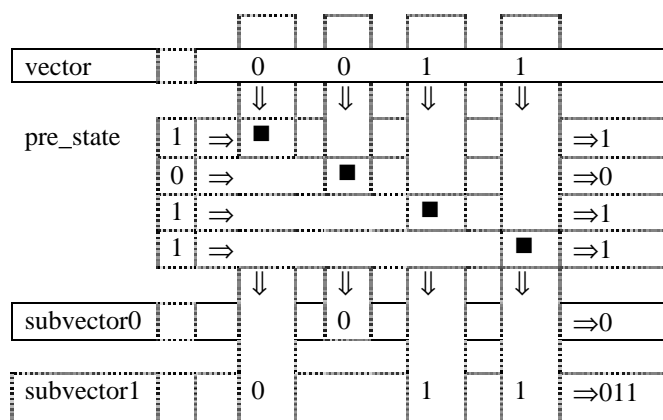 vector 0 0 1 1
⇓ ⇓ ⇓ ⇓
pre_state 1 ⇒ ■ ⇒1
0 ⇒ ■ ⇒0
1 ⇒ ■ ⇒1
1 ⇒ ■ ⇒1
⇓ ⇓ ⇓ ⇓
subvector0 0 ⇒0
subvector1 0 1 1 ⇒011